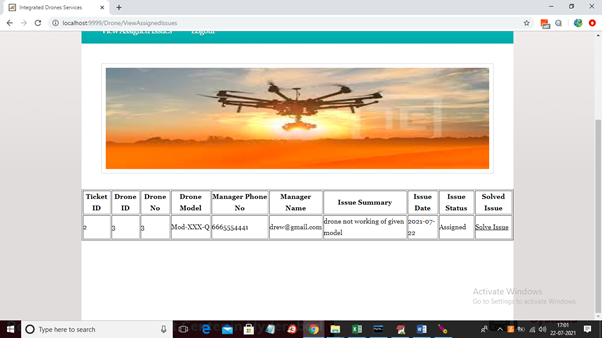 Integrated Drones Services
localhost:9999/Drone/ViewAssignedIssues
View Assigned Issues Logout
Ticket ID Drone ID Drone No Drone Model Manager Phone No Manager Name Issue Summary Issue Date Issue Status Solved Issue
2 3 3 Mod-XXX-Q 6665554441 drew@gmail.com drone not working of given model 2021-07-22 Assigned Solve Issue
Activate Windows
Go to Settings to activate Windows.
Type here to search
17:01
22-07-2021